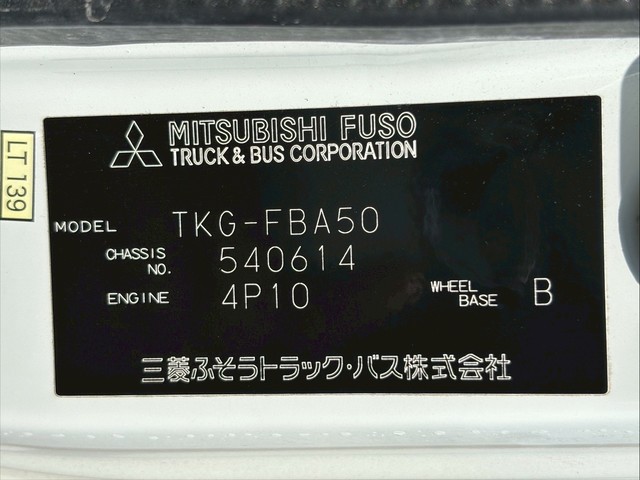 MITSUBISHI FUSO
TRUCK & BUS CORPORATION
LT 139
MODEL TKG-FBA50
CHASSIS NO. 540614
ENGINE 4P10 WHEEL BASE B
三菱ふそうトラック・バス株式会社